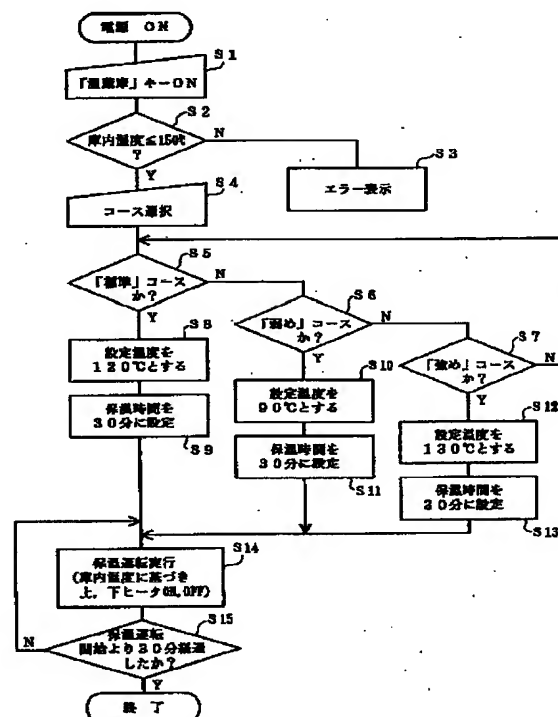 電源 ON
S1
「温蔵庫」キーON
S2
庫内温度≦150℃
?
N
Y
S3
エラー表示
S4
コース選択
S5
「標準」コース
か?
N
Y
S6
「弱め」コース
か?
N
Y
S7
「強め」コース
か?
N
Y
S8
設定温度を
120℃とする
保温時間を
30分に設定
S9
S10
設定温度を
90℃とする
保温時間を
30分に設定
S11
S12
設定温度を
130℃とする
保温時間を
30分に設定
S13
S14
保温運転実行
(庫内温度に基づき
上,下ヒータON,OFF)
S15
保温運転
開始より30分経過
したか?
N
Y
終了